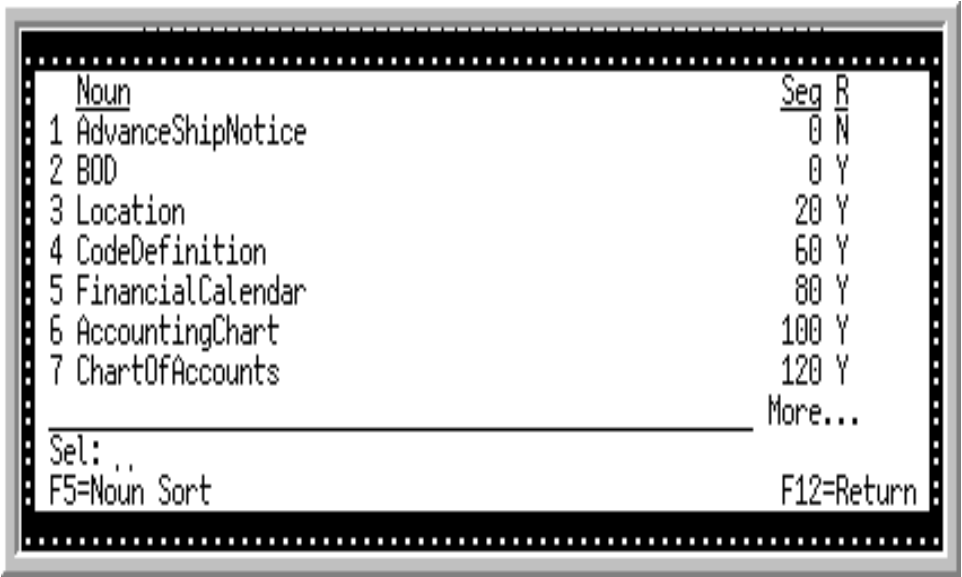 Noun Seq R
1 AdvanceShipNotice 0 N
2 BOD 0 Y
3 Location 20 Y
4 CodeDefinition 60 Y
5 FinancialCalendar 80 Y
6 AccountingChart 100 Y
7 ChartOfAccounts 120 Y
More...
Sel: ..
F5=Noun Sort F12=Return